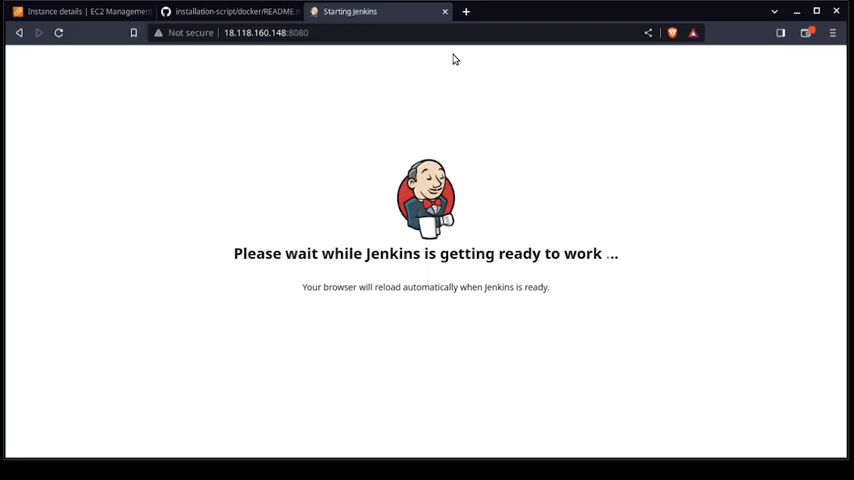 Instance details | EC2 Management
installation-script/docker/README.
Starting Jenkins
Not secure
18.118.160.148:8080
Please wait while Jenkins is getting ready to work ...
Your browser will reload automatically when Jenkins is ready.